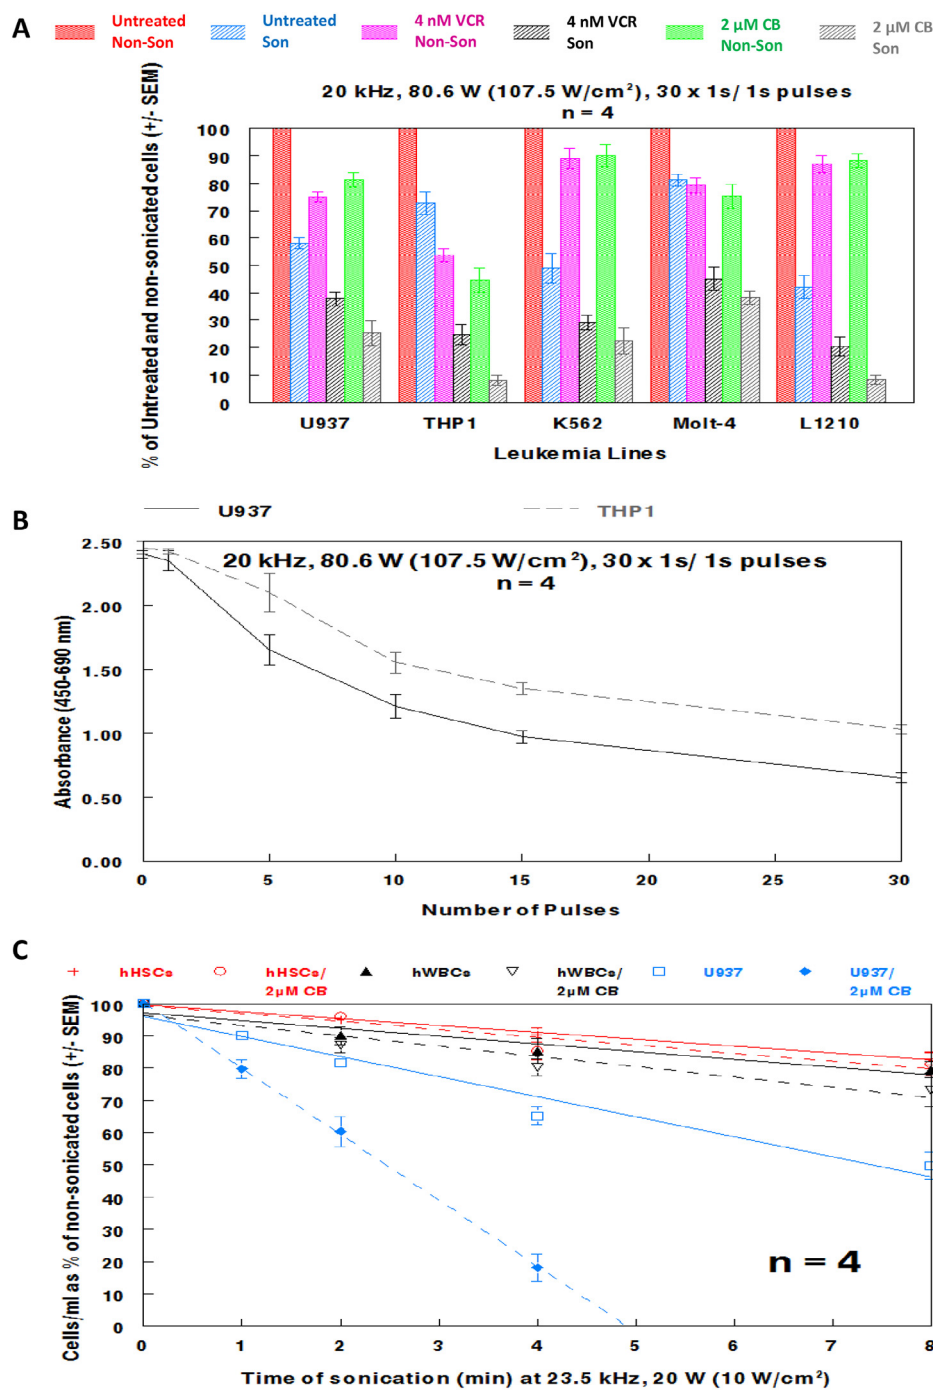 A
Untreated
Non-Son
Untreated
Son
4 nM VCR
Non-Son
4 nM VCR
Son
2 µM CB
Non-Son
2 µM CB
Son
20 kHz, 80.6 W (107.5 W/cm²), 30 x 1s/ 1s pulses
n = 4
% of Untreated and non-sonicated cells (+/- SEM)
100
90
80
70
60
50
40
30
20
10
0
U937 THP1 K562 Molt-4 L1210
Leukemia Lines
B
U937 THP1
20 kHz, 80.6 W (107.5 W/cm²), 30 x 1s/ 1s pulses
n = 4
Absorbance (450-690 nm)
2.50
2.00
1.50
1.00
0.50
0.00
0 5 10 15 20 25 30
Number of Pulses
C
hHSCs
hHSCs/
2µM CB
hWBCs
hWBCs/
2µM CB
U937
U937/
2µM CB
Cells/ml as % of non-sonicated cells (+/- SEM)
100
90
80
70
60
50
40
30
20
10
0
n = 4
0 1 2 3 4 5 6 7 8
Time of sonication (min) at 23.5 kHz, 20 W (10 W/cm²)